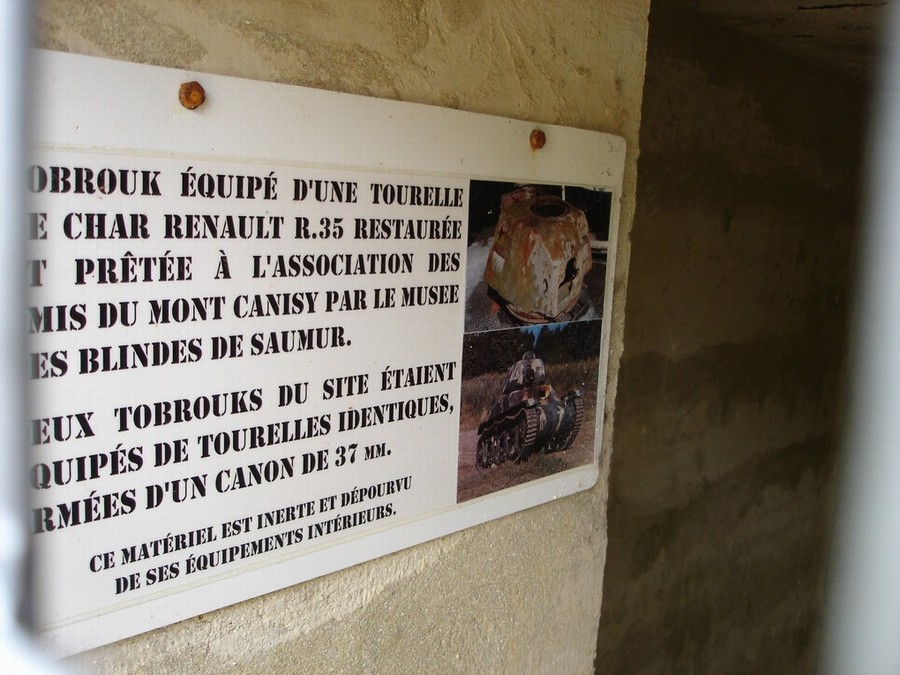 OBROUK ÉQUIPÉ D'UNE TOURELLE
E CHAR RENAULT R.35 RESTAURÉE
T PRÊTÉE À L'ASSOCIATION DES
MIS DU MONT CANISY PAR LE MUSEE
ES BLINDES DE SAUMUR.
EUX TOBROUKS DU SITE ÉTAIENT
QUIPÉS DE TOURELLES IDENTIQUES,
RMÉES D'UN CANON DE 37 MM.
CE MATÉRIEL EST INERTE ET DÉPOURVU
DE SES ÉQUIPEMENTS INTÉRIEURS.